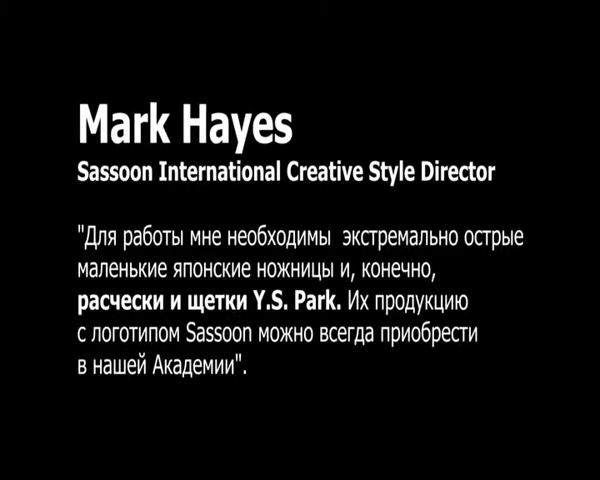 Mark Hayes
Sassoon International Creative Style Director
"Для работы мне необходимы экстремально острые
маленькие японские ножницы и, конечно,
расчески и щетки Y.S. Park. Их продукцию
с логотипом Sassoon можно всегда приобрести
в нашей Академии".